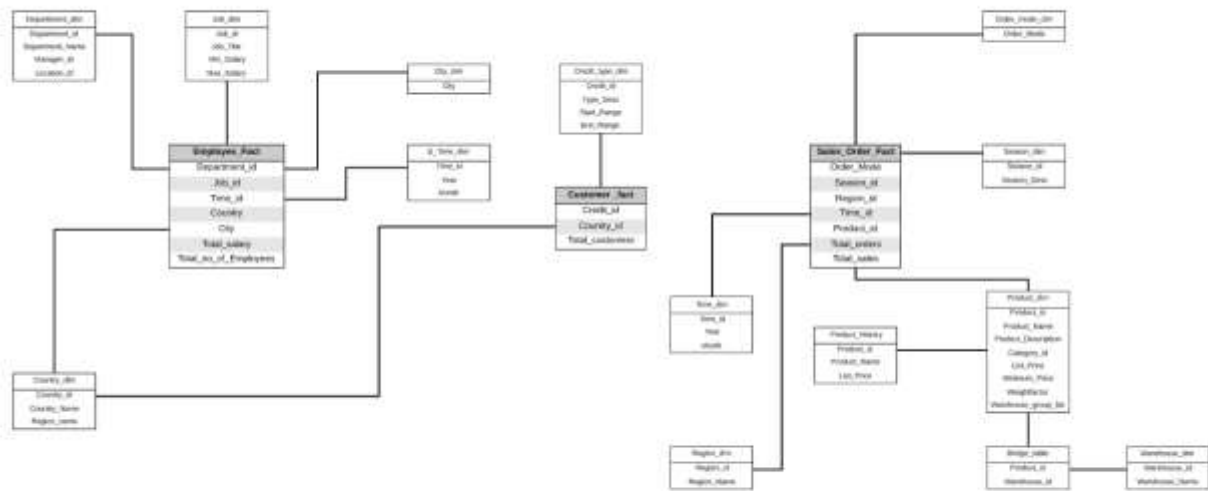 Department_dim
Department_id
Department_Name
Manager_id
Location_id
Job_dim
Job_id
Job_Title
Min_Salary
Max_Salary
City_dim
City
Credit_type_dim
Credit_id
Type_Desc
Start_Range
End_Range
Order_Mode
Employee_Fact
Department_id
Job_id
Time_id
Country
City
Total_salary
Total_no_of_Employees
Time_id
Year
Customer_fact
Credit_id
Country_id
Total_customers
Sales_Order_Fact
Order_Mode
Season_id
Region_id
Time_id
Product_id
Total_orders
Total_sales
Season_dim
Season_id
Season_Desc
Time_dim
Time_id
Year
Month
Product_History
Product_id
Product_Name
List_Price
Product_dim
Product_id
Product_Name
Product_Description
Category_id
List_Price
Minimum_Price
Weightfactor
Country_dim
Country_id
Country_Name
Region_name
Region_dim
Region_id
Region_Name
Bridge_table
Product_id
Warehouse_id
Warehouse_dim
Warehouse_id
Warehouse_Name